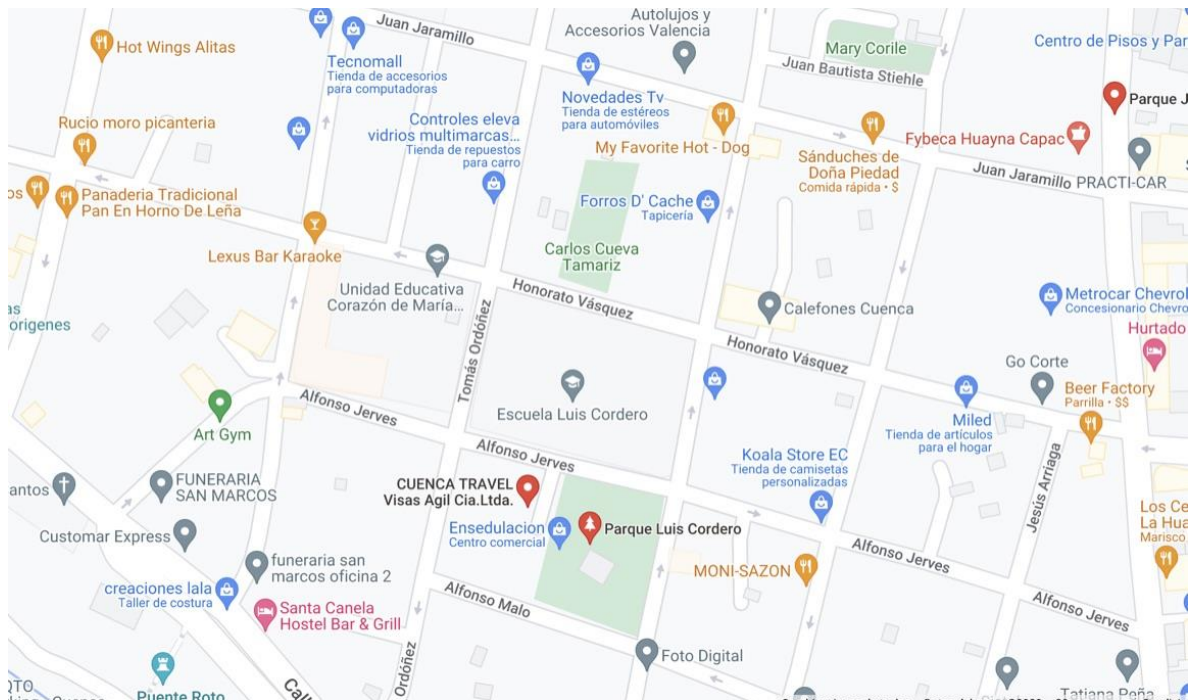 Juan Jaramillo
Autolujos y
Accesorios Valencia
Mary Corile
Centro de Pisos y Par
Hot Wings Alitas
Tecnomall
Tienda de accesorios
para computadoras
Juan Bautista Stiehle
Novedades Tv
Tienda de estéreos
para automóviles
Parque J
Rucio moro picanteria
Controles eleva
vidrios multimarcas...
Tienda de repuestos
para carro
My Favorite Hot - Dog
Fybeca Huayna Capac
Sánduches de
Doña Piedad
Comida rápida • $
Juan Jaramillo
PRACTI-CAR
os
Panaderia Tradicional
Pan En Horno De Leña
Forros D' Cache
Tapicería
Lexus Bar Karaoke
Carlos Cueva
Tamariz
Unidad Educativa
Corazón de María...
Honorato Vásquez
Calefones Cuenca
Metrocar Chevrol
Concesionario Chevro
as
origenes
Hurtado
Tomás Ordóñez
Honorato Vásquez
Go Corte
Beer Factory
Parrilla • $$
Alfonso Jerves
Escuela Luis Cordero
Miled
Tienda de artículos
para el hogar
Art Gym
Alfonso Jerves
Koala Store EC
Tienda de camisetas
personalizadas
antos
FUNERARIA
SAN MARCOS
CUENCA TRAVEL
Visas Agil Cia.Ltda.
Jesús Arriaga
Los Ce
La Hua
Marisco
Customar Express
Ensedulacion
Centro comercial
Parque Luis Cordero
Alfonso Jerves
funeraria san
marcos oficina 2
MONI-SAZON
creaciones lala
Taller de costura
Alfonso Malo
Alfonso Jerves
Santa Canela
Hostel Bar & Grill
Ordóñez
Foto Digital
Puente Roto
Call
Tatiana Peña